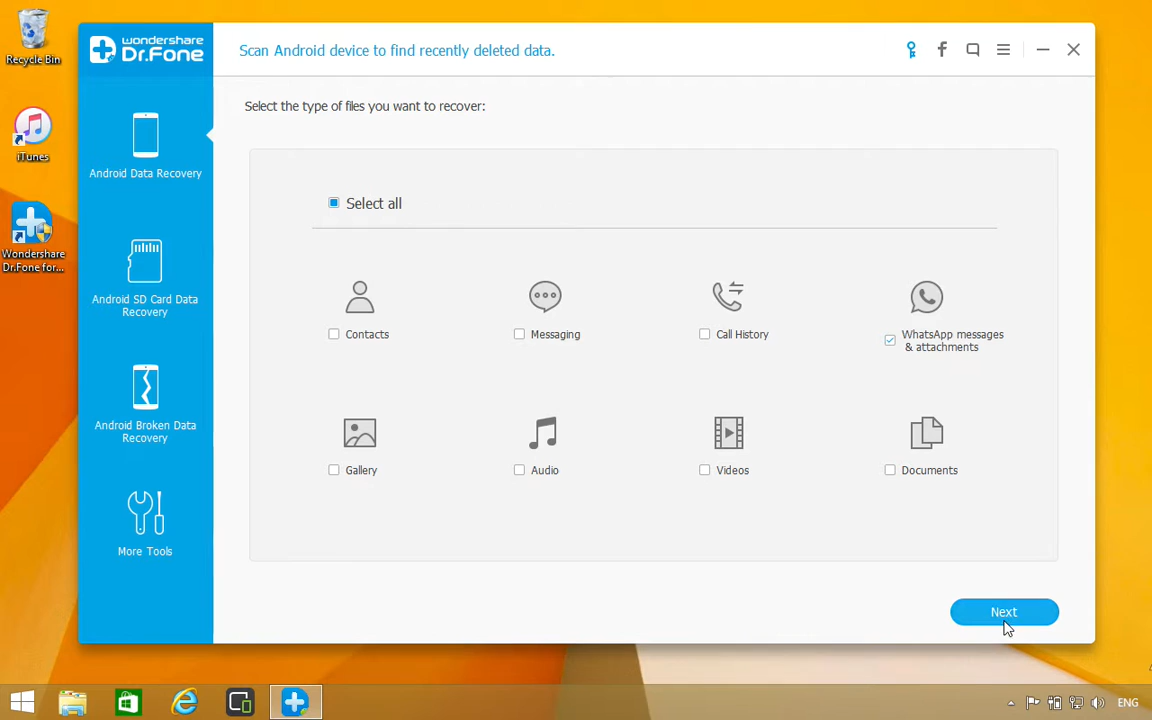 Recycle Bin
iTunes
Wondershare
Dr.Fone for...
wondershare
Dr.Fone
Android Data Recovery
Android SD Card Data
Recovery
Android Broken Data
Recovery
More Tools
Scan Android device to find recently deleted data.
Select the type of files you want to recover:
Select all
Contacts
Messaging
Call History
WhatsApp messages
& attachments
Gallery
Audio
Videos
Documents
Next
ENG